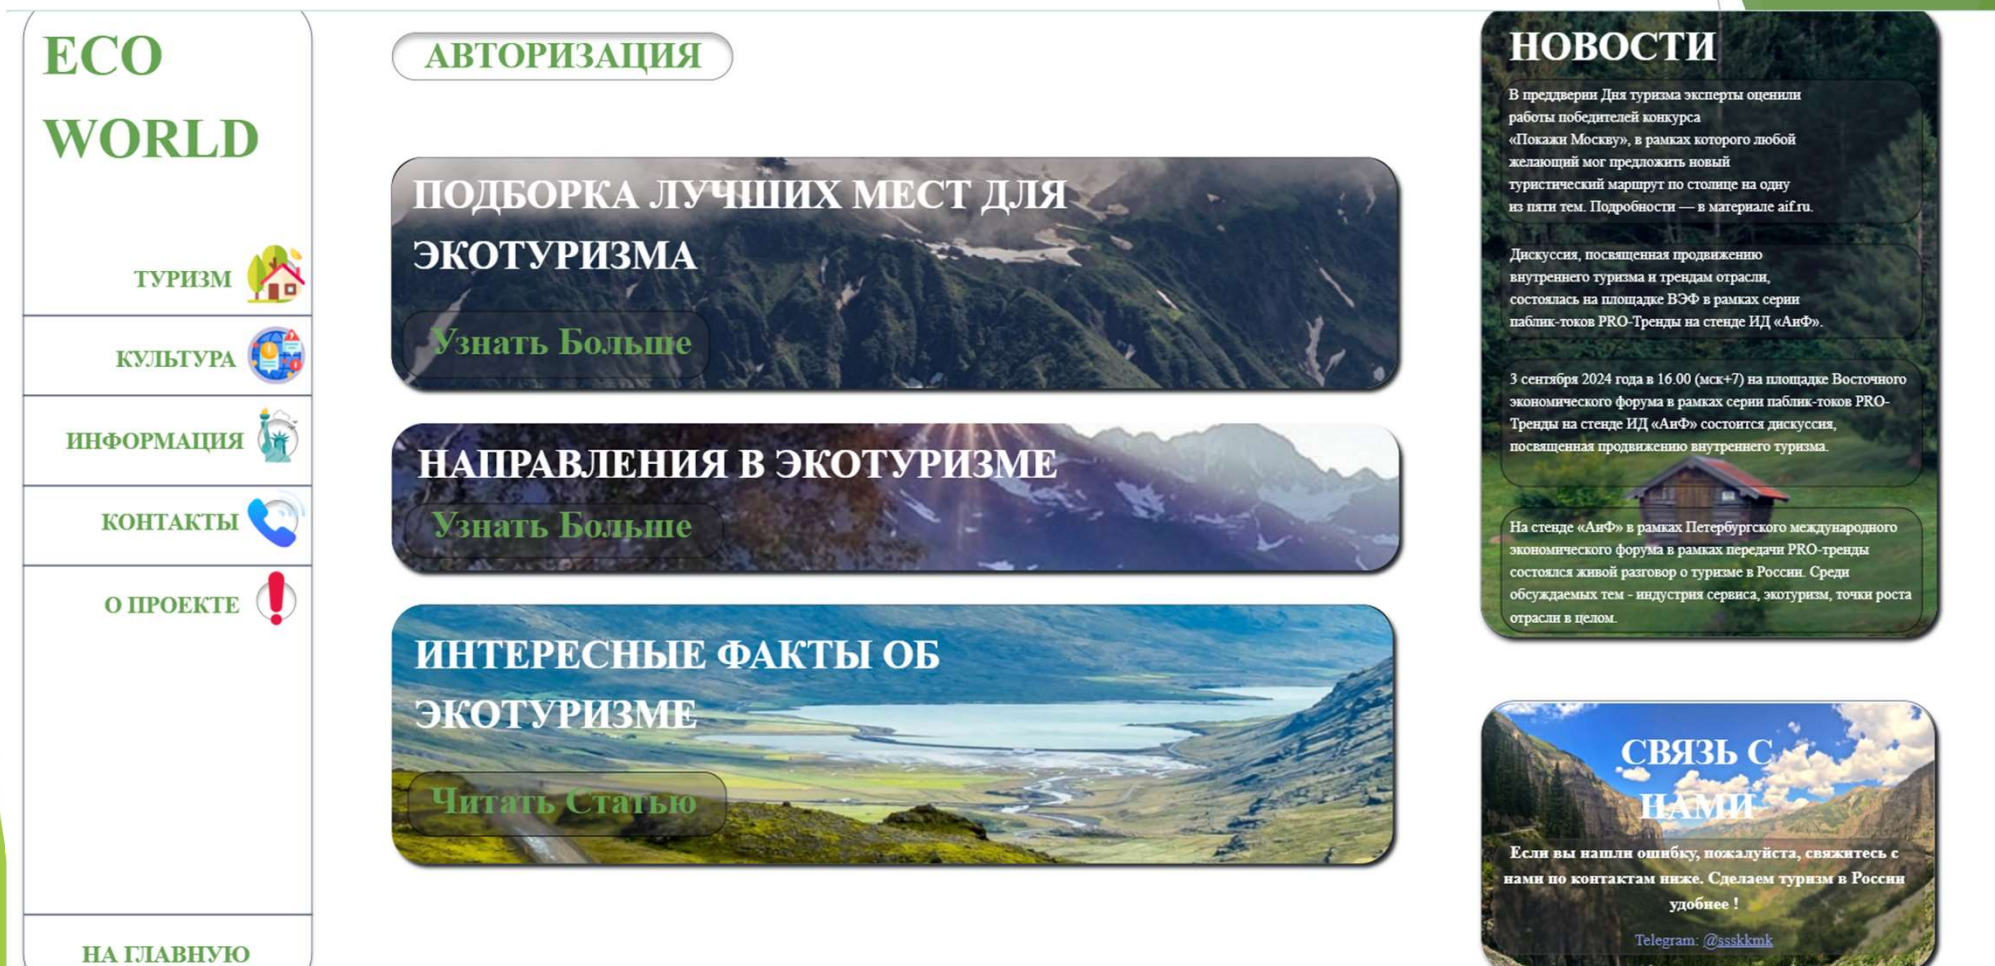 ECO
WORLD
ТУРИЗМ
КУЛЬТУРА
ИНФОРМАЦИЯ
КОНТАКТЫ
О ПРОЕКТЕ
НА ГЛАВНУЮ
АВТОРИЗАЦИЯ
ПОДБОРКА ЛУЧШИХ МЕСТ ДЛЯ
ЭКОТУРИЗМА
Узнать Больше
НАПРАВЛЕНИЯ В ЭКОТУРИЗМЕ
Узнать Больше
ИНТЕРЕСНЫЕ ФАКТЫ ОБ
ЭКОТУРИЗМЕ
Читать Статью
НОВОСТИ
В преддверии Дня туризма эксперты оценили
работы победителей конкурса
«Покажи Москву», в рамках которого любой
желающий мог предложить новый
туристический маршрут по столице на одну
из пяти тем. Подробности — в материале aif.ru.
Дискуссия, посвященная продвижению
внутреннего туризма и трендам отрасли,
состоялась на площадке ВЭФ в рамках серии
паблик-токов PRO-Тренды на стенде ИД «АиФ».
3 сентября 2024 года в 16.00 (мск+7) на площадке Восточного
экономического форума в рамках серии паблик-токов PRO-
Тренды на стенде ИД «АиФ» состоится дискуссия,
посвященная продвижению внутреннего туризма.
На стенде «АиФ» в рамках Петербургского международного
экономического форума в рамках передачи PRO-тренды
состоялся живой разговор о туризме в России. Среди
обсуждаемых тем - индустрия сервиса, экотуризм, точки роста
отрасли в целом.
СВЯЗЬ С
НАМИ
Если вы нашли ошибку, пожалуйста, свяжитесь с
нами по контактам ниже. Сделаем туризм в России
удобнее !
Telegram: @ssskkmk